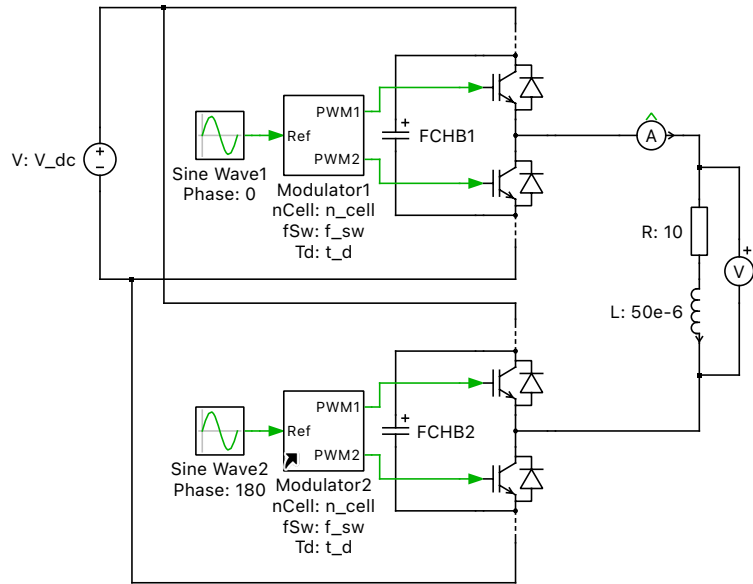 PWM1
Ref
PWM2
Sine Wave1
Phase: 0
Modulator1
nCell: n_cell
fSw: f_sw
Td: t_d
+
FCHB1
V: V_dc
+
−
A
R: 10
+
V
L: 50e-6
PWM1
Ref
PWM2
Sine Wave2
Phase: 180
Modulator2
nCell: n_cell
fSw: f_sw
Td: t_d
+
FCHB2